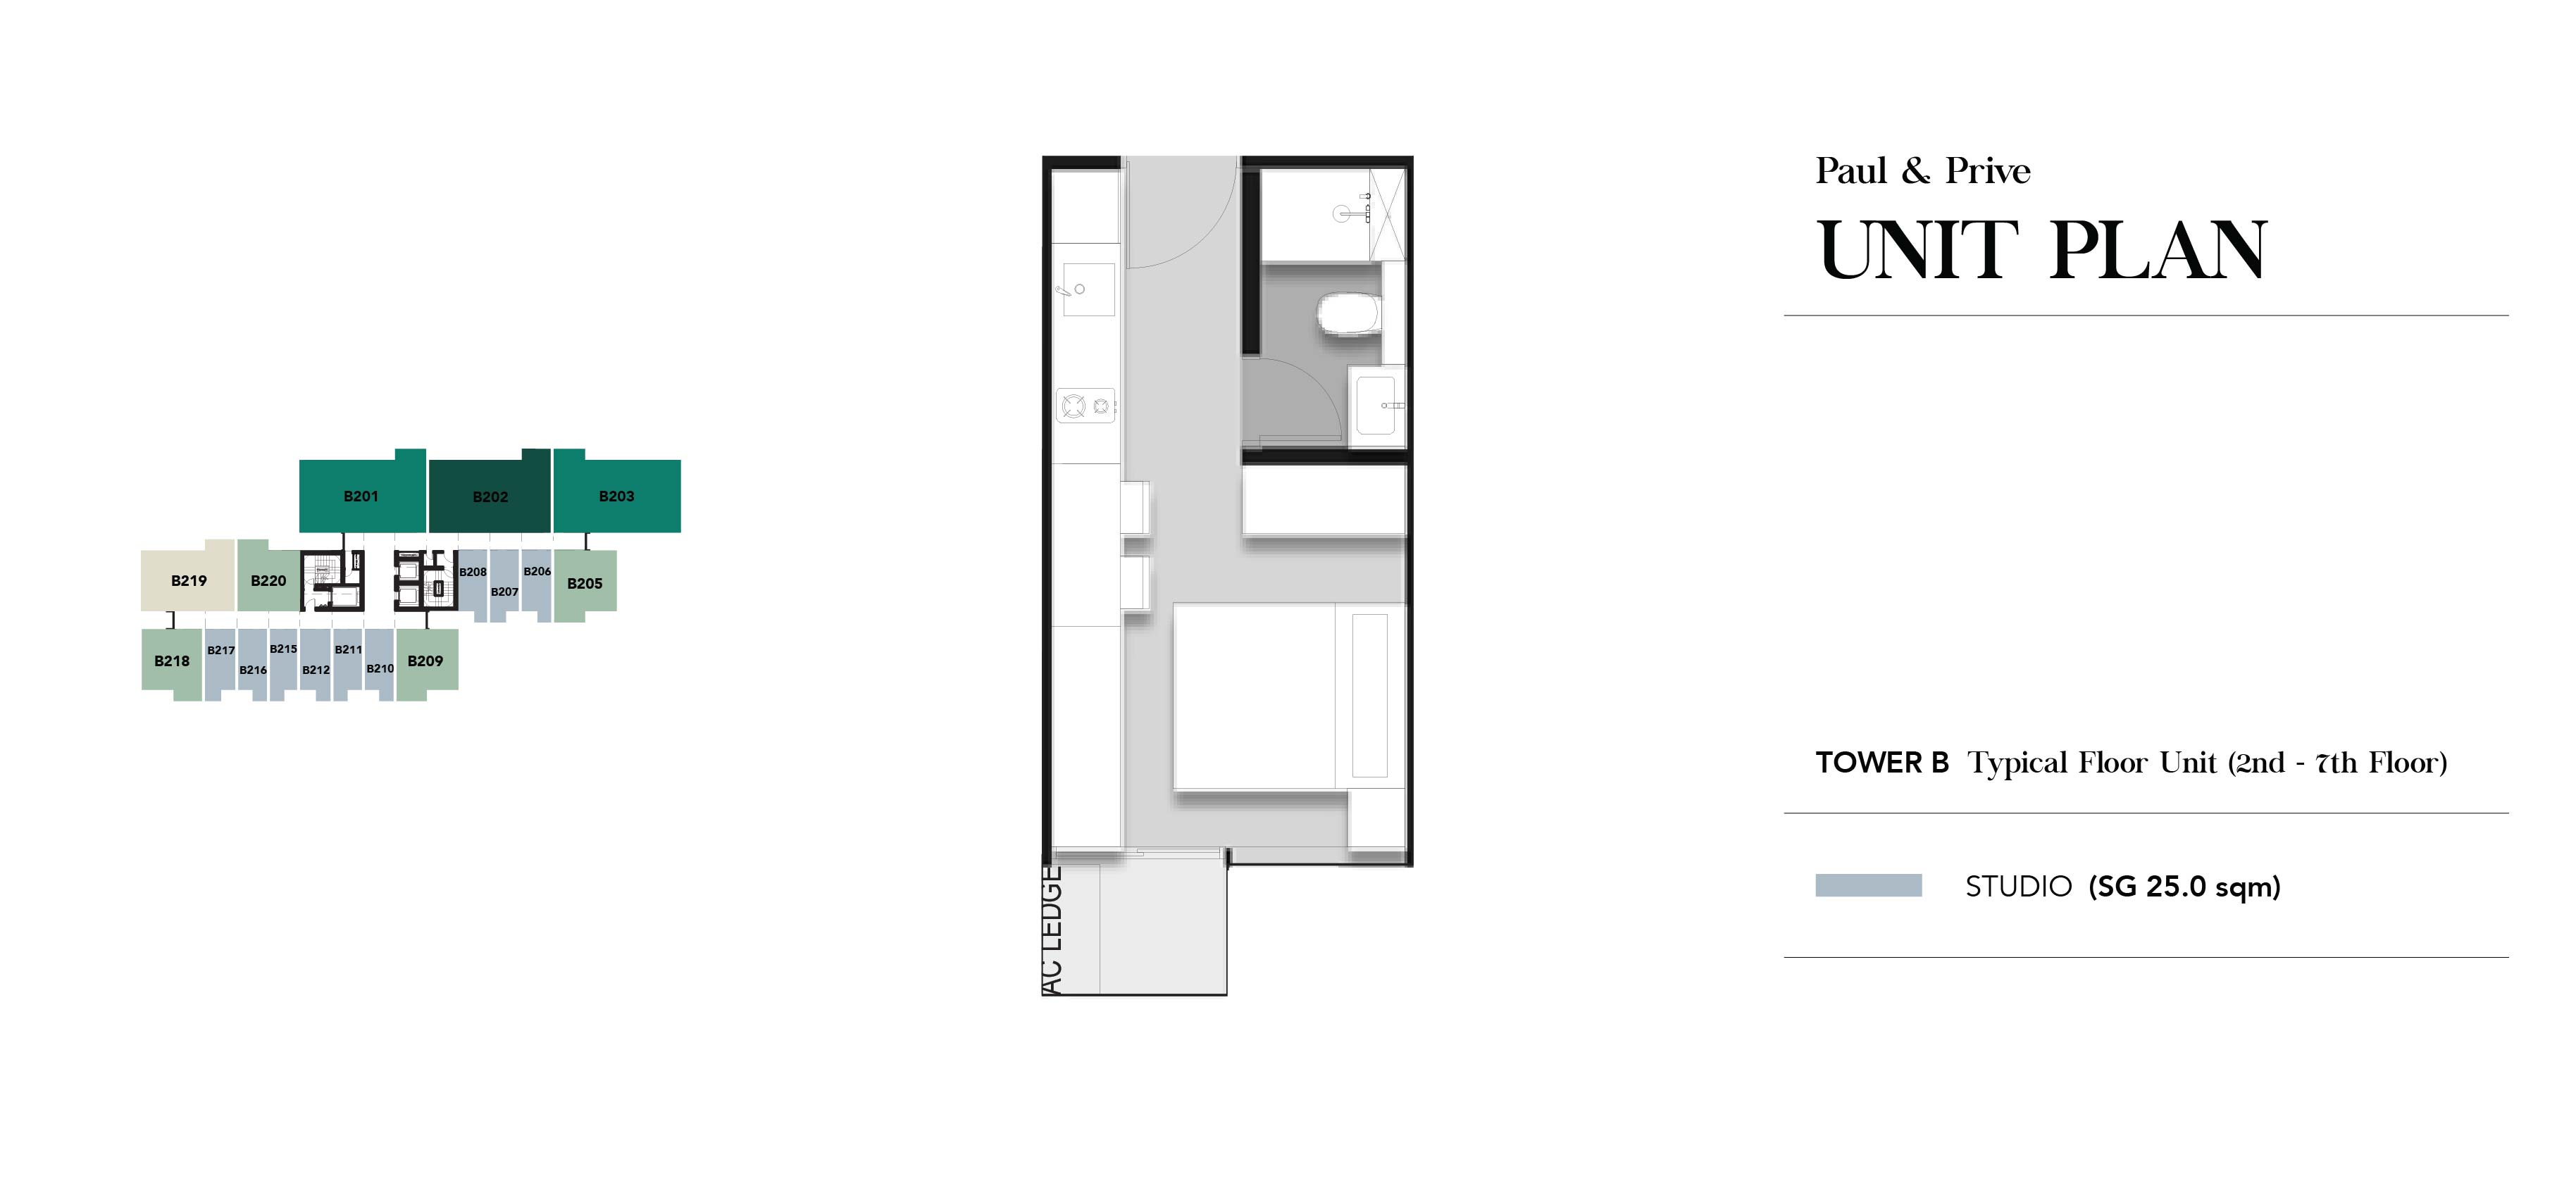 Paul & Prive
UNIT PLAN
B201
B202
B203
B219
B220
B208
B207
B206
B205
B218
B217
B216
B215
B212
B211
B210
B209
AC LEDGE
TOWER B Typical Floor Unit (2nd - 7th Floor)
STUDIO (SG 25.0 sqm)